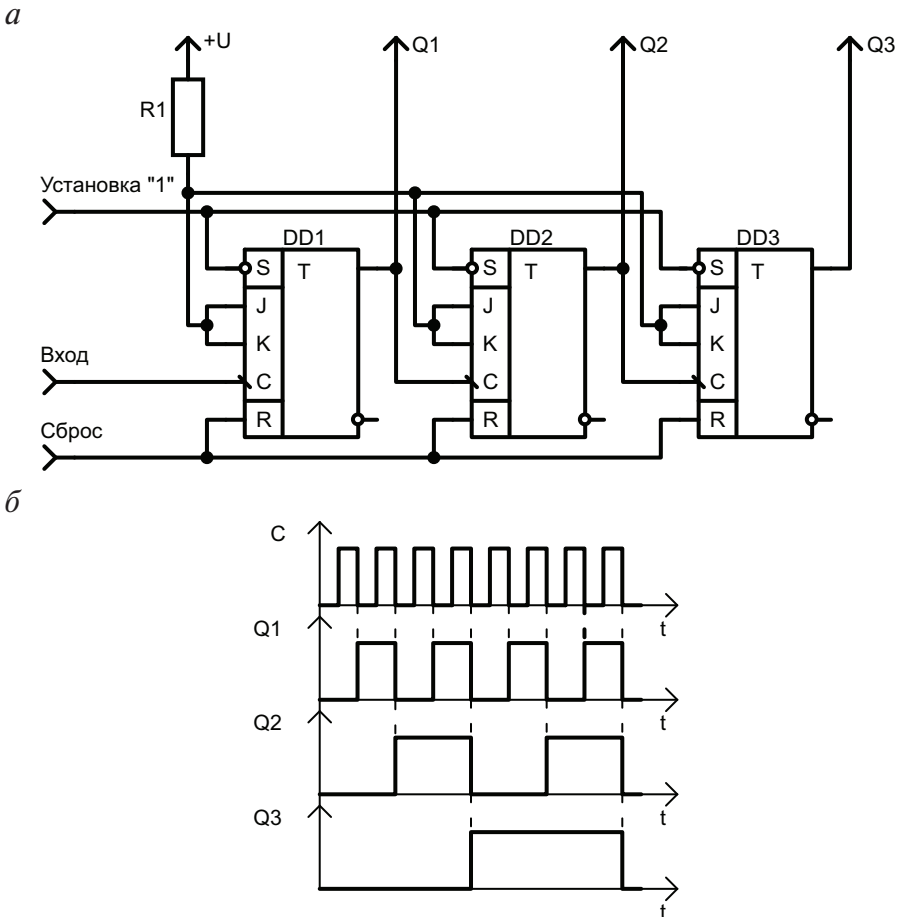 а
+U Q1 Q2 Q3
R1
Установка "1"
DD1 DD2 DD3
S T S T S T
J J J
K K K
Вход
C C C
R R R
Сброс
б
C
t
Q1
t
Q2
t
Q3
t